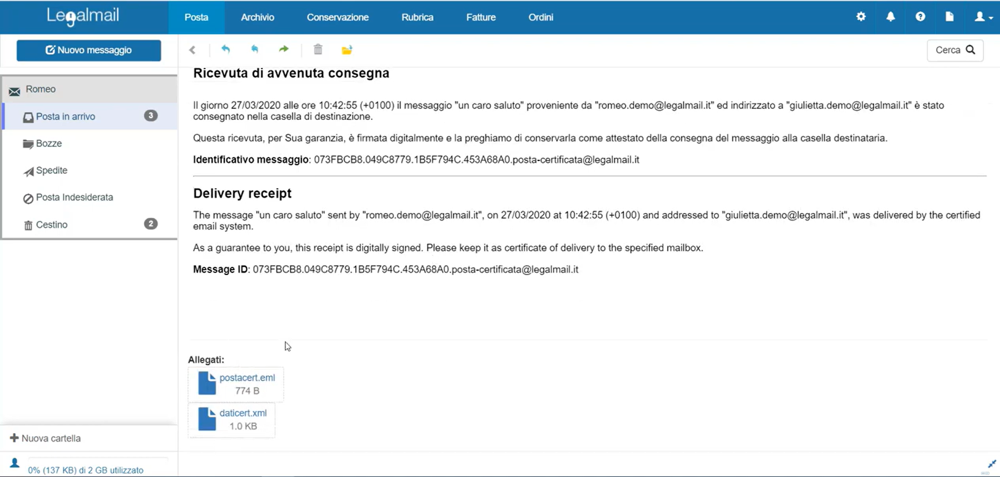 Legalmail
Posta
Archivio
Conservazione
Rubrica
Fatture
Ordini
Nuovo messaggio
Cerca
Romeo
Posta in arrivo
3
Bozze
Spedite
Posta Indesiderata
Cestino
2
Nuova cartella
0% (137 KB) di 2 GB utilizzato
Ricevuta di avvenuta consegna
Il giorno 27/03/2020 alle ore 10:42:55 (+0100) il messaggio "un caro saluto" proveniente da "romeo.demo@legalmail.it" ed indirizzato a "giulietta.demo@legalmail.it" è stato
consegnato nella casella di destinazione.
Questa ricevuta, per Sua garanzia, è firmata digitalmente e la preghiamo di conservarla come attestato della consegna del messaggio alla casella destinataria.
Identificativo messaggio: 073FBCB8.049C8779.1B5F794C.453A68A0.posta-certificata@legalmail.it
Delivery receipt
The message "un caro saluto" sent by "romeo.demo@legalmail.it", on 27/03/2020 at 10:42:55 (+0100) and addressed to "giulietta.demo@legalmail.it", was delivered by the certified
email system.
As a guarantee to you, this receipt is digitally signed. Please keep it as certificate of delivery to the specified mailbox.
Message ID: 073FBCB8.049C8779.1B5F794C.453A68A0.posta-certificata@legalmail.it
Allegati:
postacert.eml
774 B
daticert.xml
1.0 KB